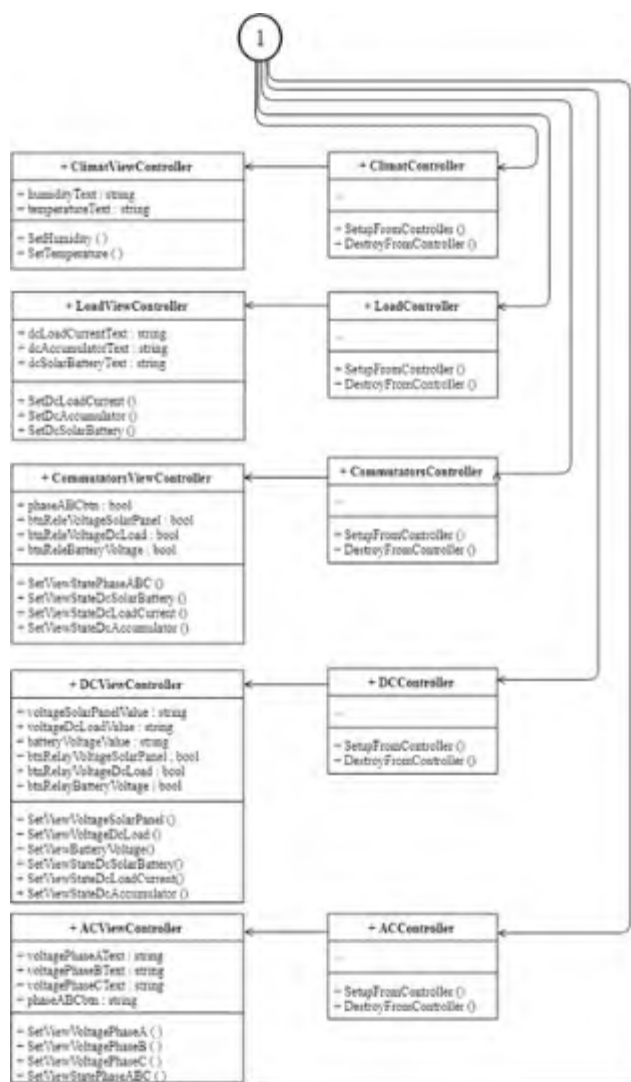 1
+ ClimatViewController
+ humidityText : string
+ temperatureText : string
+ SetHumidity ( )
+ SetTemperature ( )
+ ClimatController
...
+ SetupFromController ()
+ DestroyFromController ()
+ LoadViewController
+ dcLoadCurrentText : string
+ dcAccumulatorText : string
+ dcSolarBatteryText : string
+ SetDcLoadCurrent ()
+ SetDcAccumulator ()
+ SetDcSolarBattery ()
+ LoadController
...
+ SetupFromController ()
+ DestroyFromController ()
+ CommutatorsViewController
+ phaseABCbtn : bool
+ btnReleVoltageSolarPanel : bool
+ btnReleVoltageDcLoad : bool
+ btnReleBatteryVoltage : bool
+ SetViewStatePhaseABC ()
+ SetViewStateDcSolarBattery ()
+ SetViewStateDcLoadCurrent ()
+ SetViewStateDcAccumulator ()
+ CommutatorsController
...
+ SetupFromController ()
+ DestroyFromController ()
+ DCViewController
+ voltageSolarPanelValue : string
+ voltageDcLoadValue : string
+ batteryVoltageValue : string
+ btnRelayVoltageSolarPanel : bool
+ btnRelayVoltageDcLoad : bool
+ btnRelayBatteryVoltage : bool
+ SetViewVoltageSolarPanel ()
+ SetViewVoltageDcLoad ()
+ SetViewBatteryVoltage()
+ SetViewStateDcSolarBattery()
+ SetViewStateDcLoadCurrent()
+ SetViewStateDcAccumulator ()
+ DCController
...
+ SetupFromController ()
+ DestroyFromController ()
+ ACViewController
+ voltagePhaseAText : string
+ voltagePhaseBText : string
+ voltagePhaseCText : string
+ phaseABCbtn : string
+ SetViewVoltagePhaseA ( )
+ SetViewVoltagePhaseB ( )
+ SetViewVoltagePhaseC ( )
+ SetViewStatePhaseABC ( )
+ ACController
...
+ SetupFromController ()
+ DestroyFromController ()